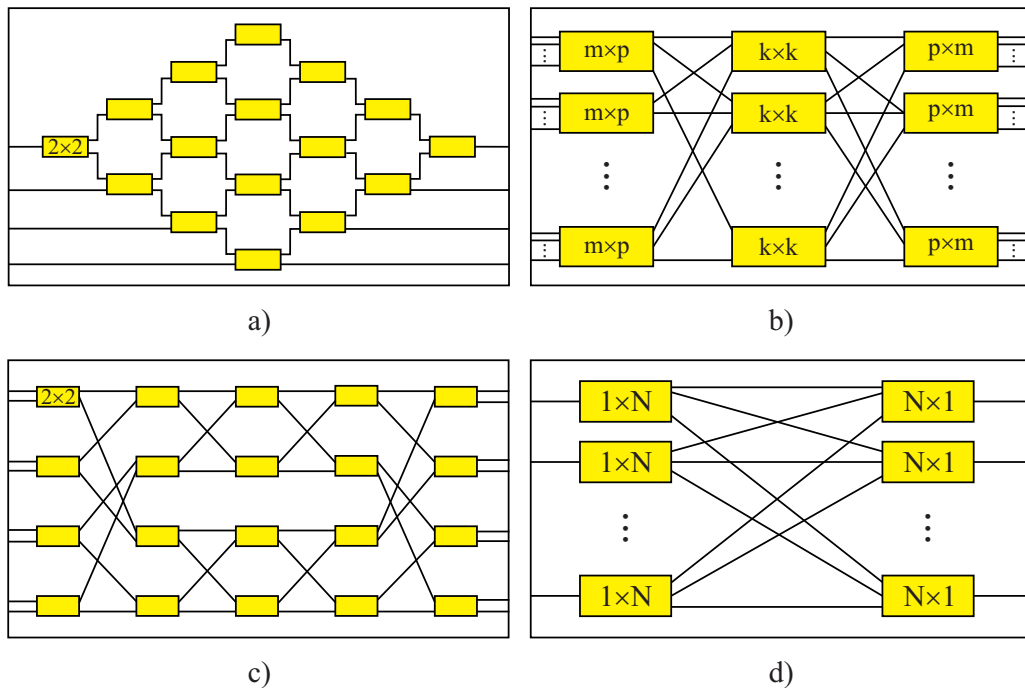 2×2
a)
m×p k×k p×m
m×p k×k p×m
m×p k×k p×m
b)
2×2
c)
1×N N×1
1×N N×1
1×N N×1
d)